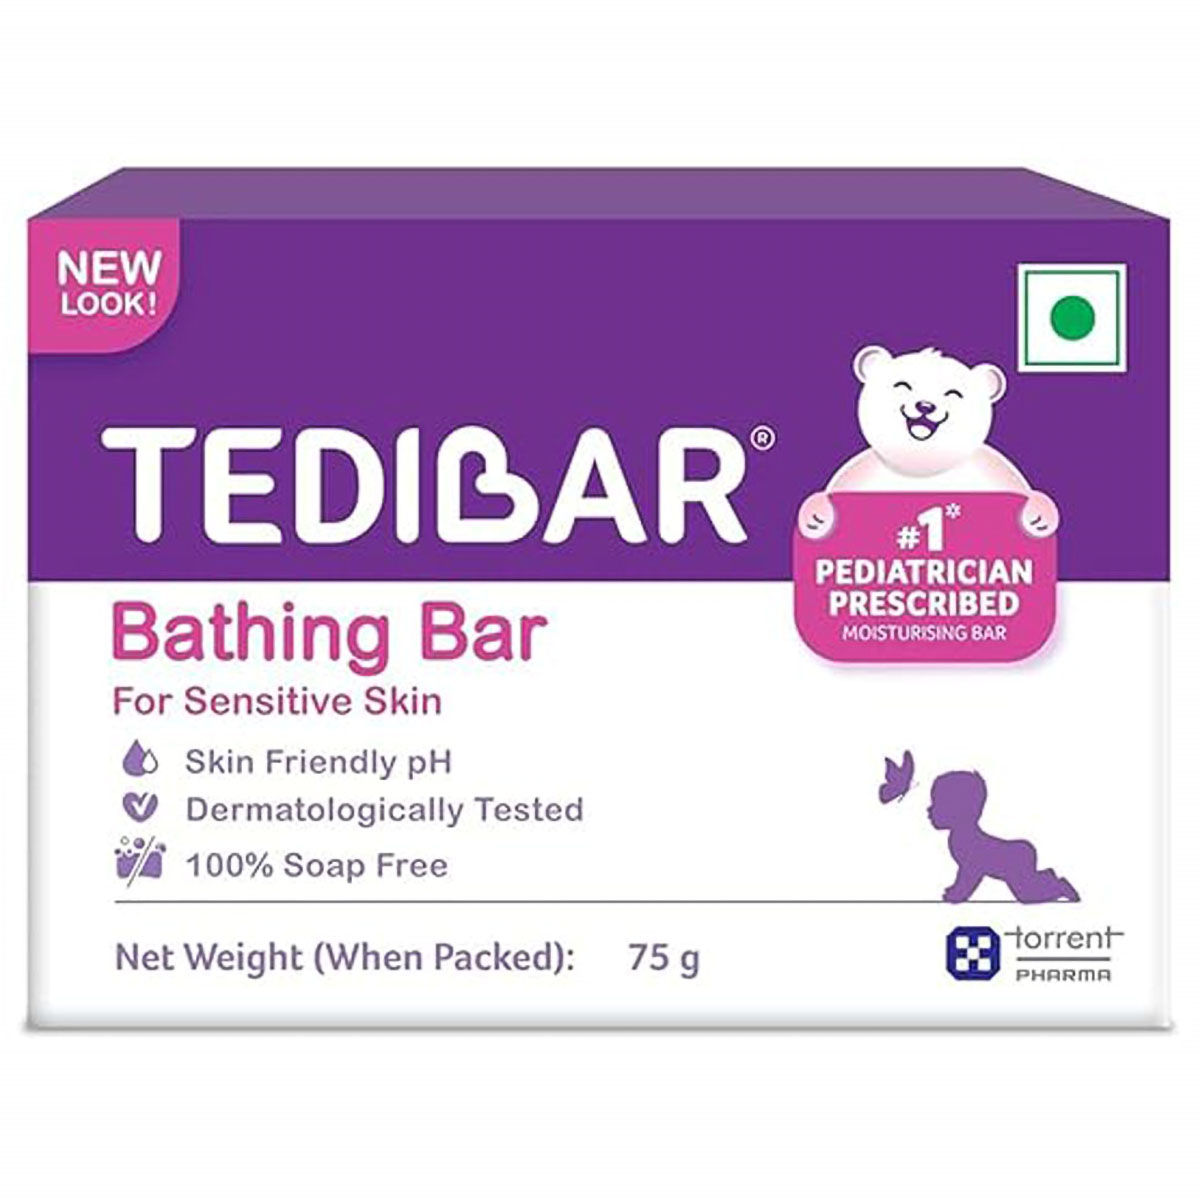 NEW
LOOK!
TEDIBAR®
#1*
PEDIATRICIAN
PRESCRIBED
MOISTURISING BAR
Bathing Bar
For Sensitive Skin
Skin Friendly pH
Dermatologically Tested
100% Soap Free
Net Weight (When Packed): 75 g
torrent
PHARMA